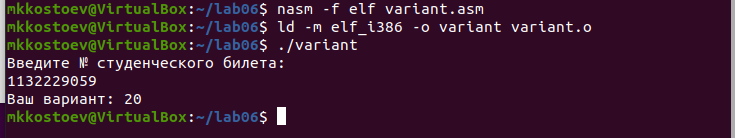 mkkostoev@VirtualBox:~/lab06$ nasm -f elf variant.asm
mkkostoev@VirtualBox:~/lab06$ ld -m elf_i386 -o variant variant.o
mkkostoev@VirtualBox:~/lab06$ ./variant
Введите № студенческого билета:
1132229059
Ваш вариант: 20
mkkostoev@VirtualBox:~/lab06$